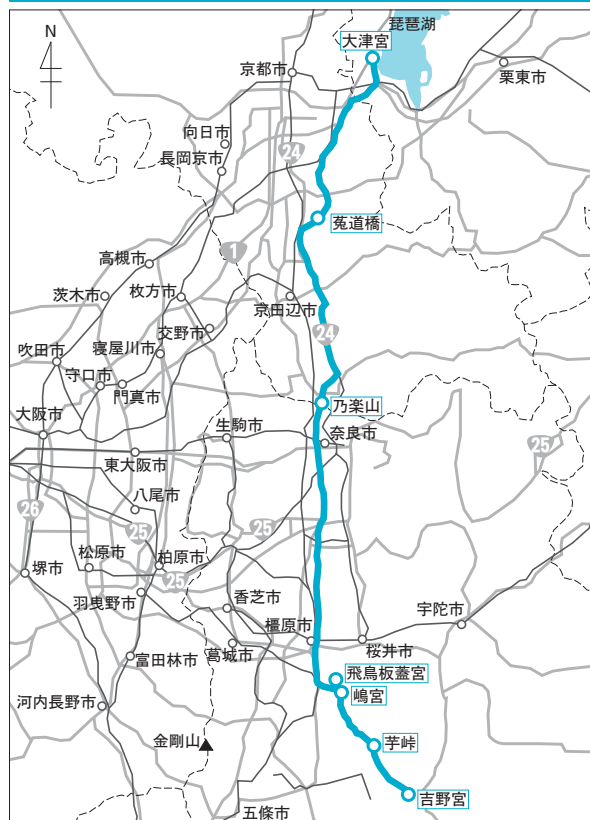 N
琵琶湖
大津宮
京都市
栗東市
向日市
24
長岡京市
菟道橋
1
高槻市
茨木市
枚方市
京田辺市
交野市
24
吹田市
寝屋川市
守口市
門真市
乃楽山
大阪市
生駒市
奈良市
25
東大阪市
26
八尾市
25
25
松原市
柏原市
堺市
25
羽曳野市
香芝市
宇陀市
橿原市
葛城市
桜井市
富田林市
飛鳥板蓋宮
嶋宮
河内長野市
金剛山
芋峠
吉野宮
五條市